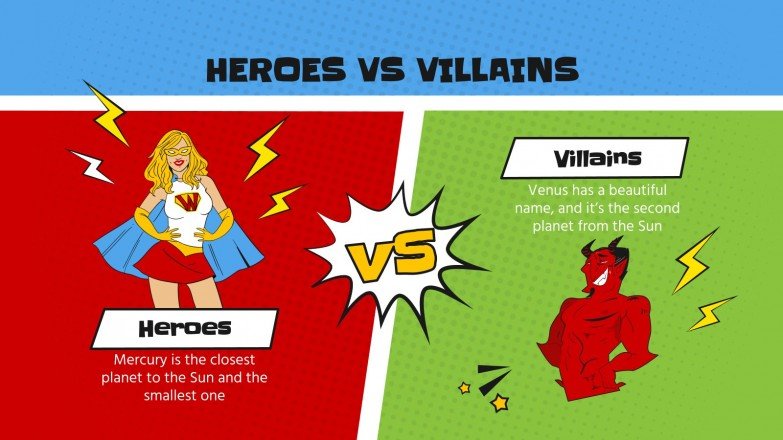 HEROES VS VILLAINS
W
VS
Heroes
Mercury is the closest
planet to the Sun and the
smallest one
Villains
Venus has a beautiful
name, and it's the second
planet from the Sun